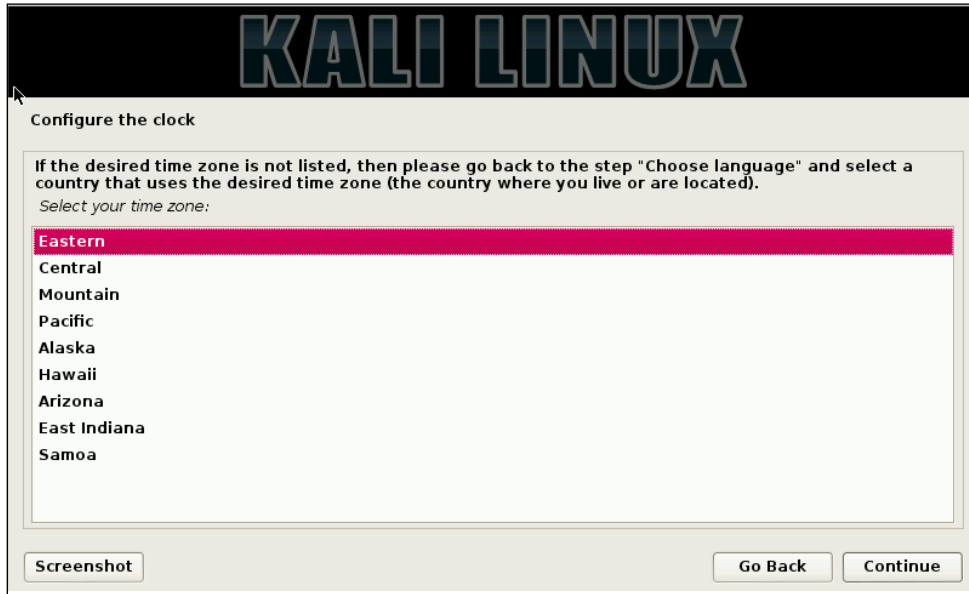 KALI LINUX
Configure the clock
If the desired time zone is not listed, then please go back to the step "Choose language" and select a
country that uses the desired time zone (the country where you live or are located).
Select your time zone:
Eastern
Central
Mountain
Pacific
Alaska
Hawaii
Arizona
East Indiana
Samoa
Screenshot
Go Back
Continue